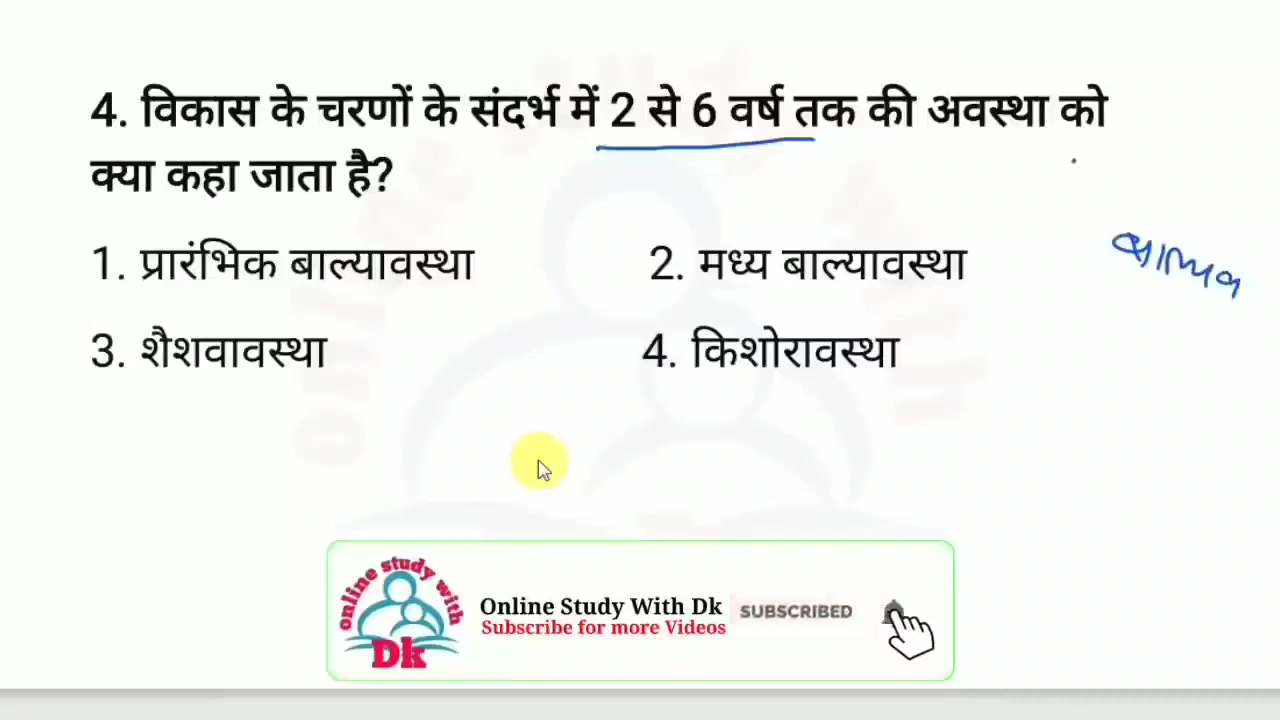 4. विकास के चरणों के संदर्भ में 2 से 6 वर्ष तक की अवस्था को
क्या कहा जाता है?
1. प्रारंभिक बाल्यावस्था
2. मध्य बाल्यावस्था
3. शैशवावस्था
4. किशोरावस्था
online study with
Dk
Online Study With Dk
Subscribe for more Videos
SUBSCRIBED